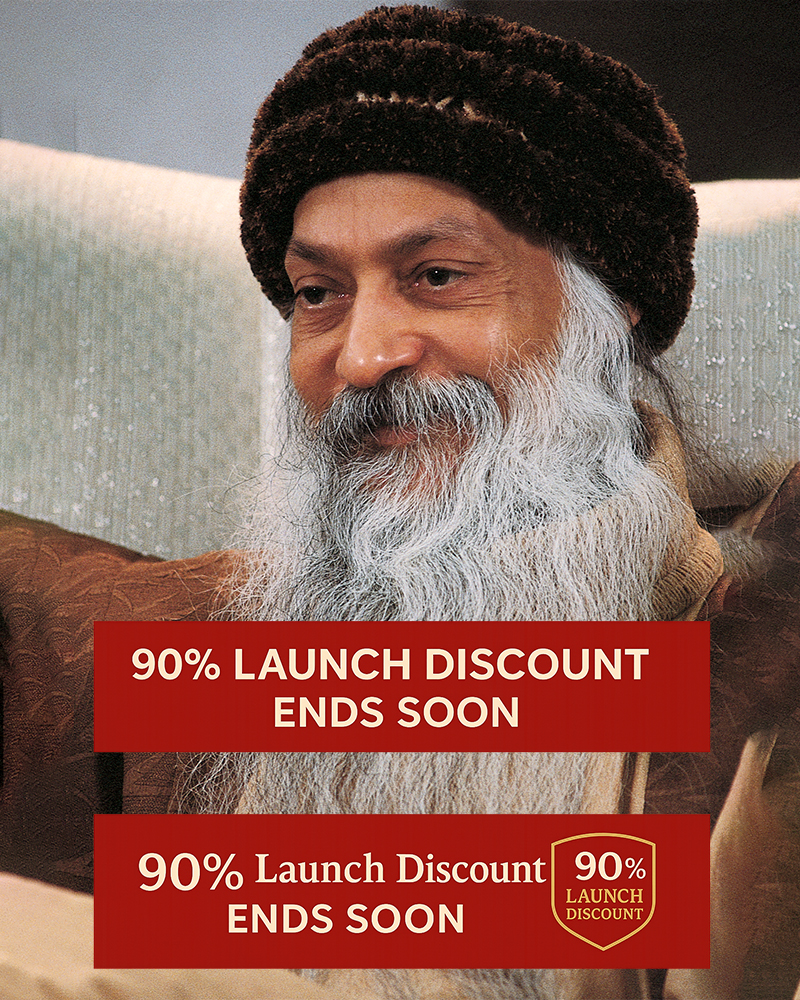 90% LAUNCH DISCOUNT
ENDS SOON
90% Launch Discount
ENDS SOON
90%
LAUNCH
DISCOUNT